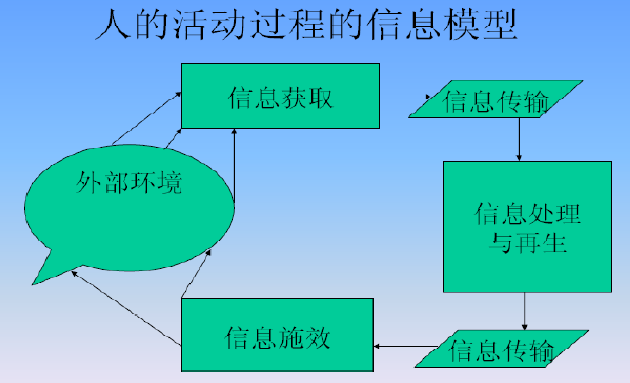 人的活动过程的信息模型
信息获取
信息传输
外部环境
信息处理
与再生
信息施效
信息传输